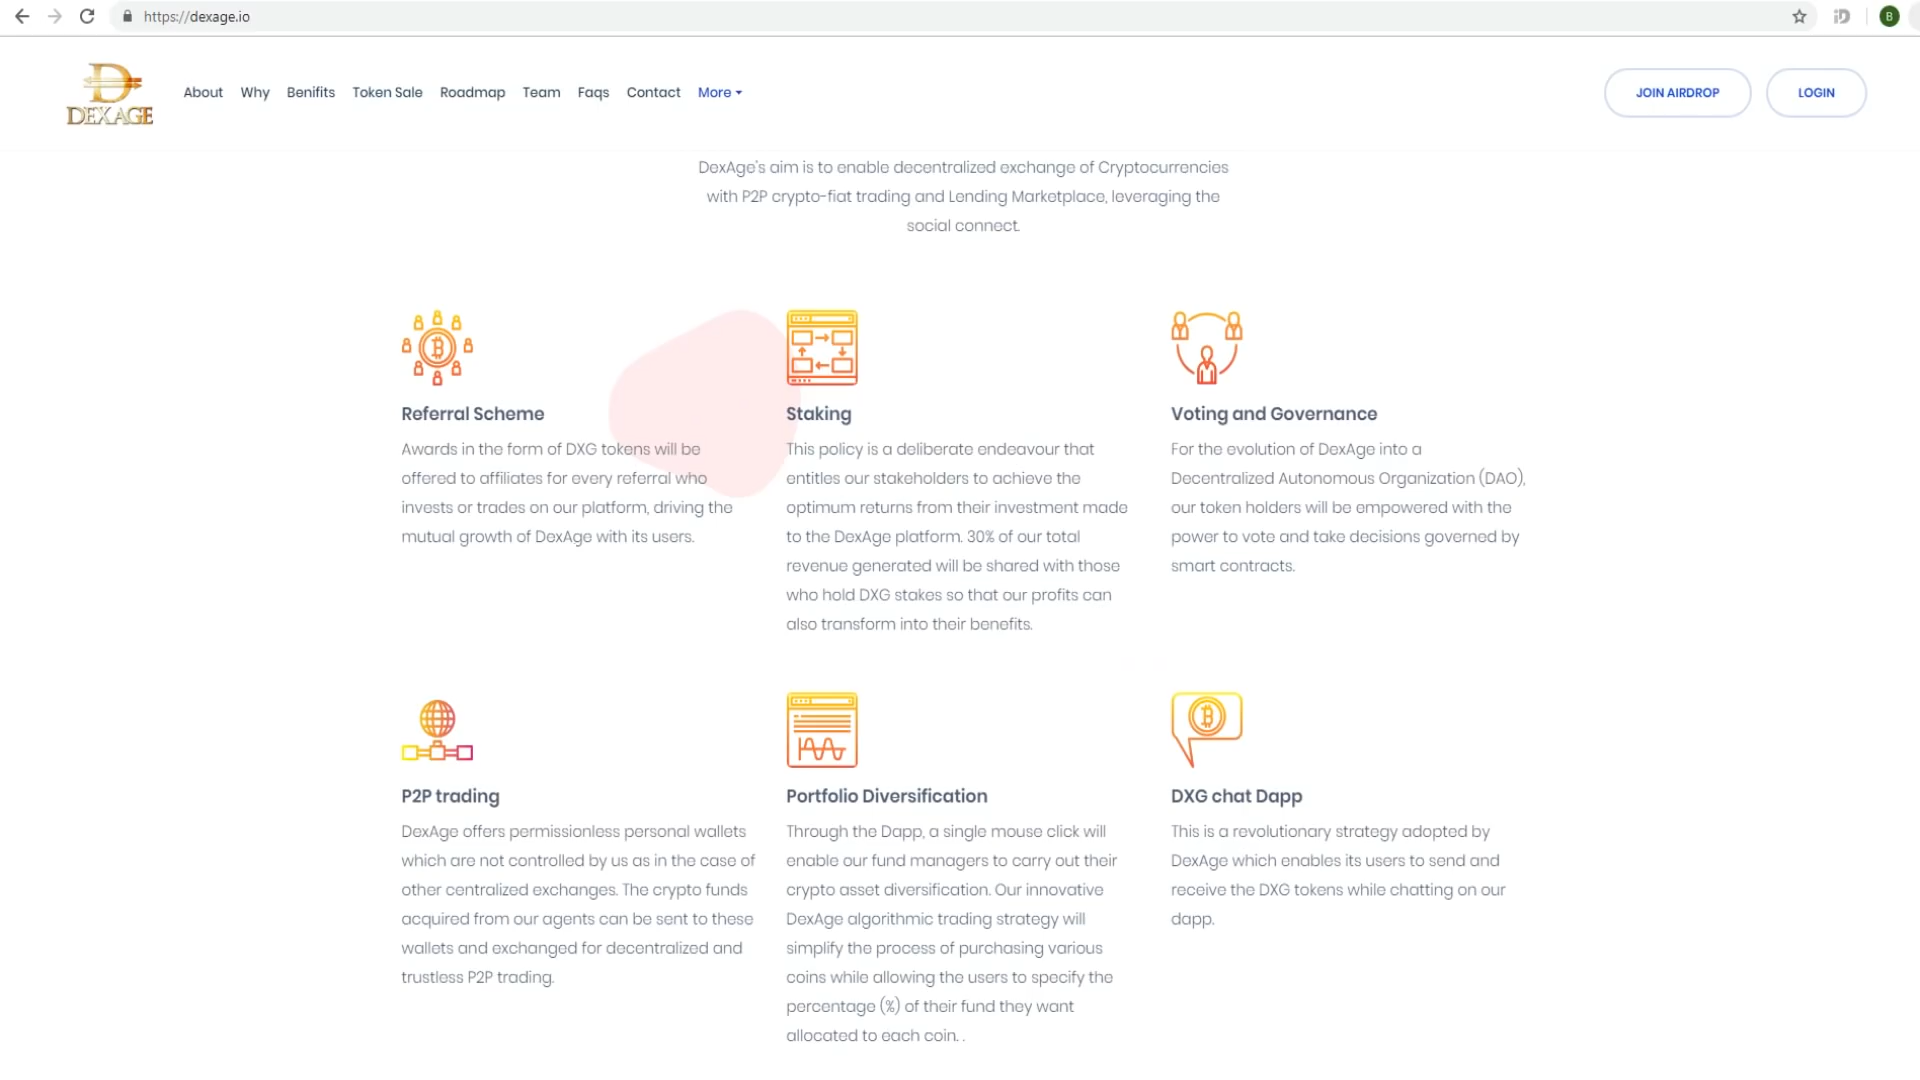 https://dexage.io
B
DEXAGE
About Why Benifits Token Sale Roadmap Team Faqs Contact More
JOIN AIRDROP
LOGIN
DexAge's aim is to enable decentralized exchange of Cryptocurrencies
with P2P crypto-fiat trading and Lending Marketplace, leveraging the
social connect.
Referral Scheme
Awards in the form of DXG tokens will be
offered to affiliates for every referral who
invests or trades on our platform, driving the
mutual growth of DexAge with its users.
Staking
This policy is a deliberate endeavour that
entitles our stakeholders to achieve the
optimum returns from their investment made
to the DexAge platform. 30% of our total
revenue generated will be shared with those
who hold DXG stakes so that our profits can
also transform into their benefits.
Voting and Governance
For the evolution of DexAge into a
Decentralized Autonomous Organization (DAO),
our token holders will be empowered with the
power to vote and take decisions governed by
smart contracts.
P2P trading
DexAge offers permissionless personal wallets
which are not controlled by us as in the case of
other centralized exchanges. The crypto funds
acquired from our agents can be sent to these
wallets and exchanged for decentralized and
trustless P2P trading.
Portfolio Diversification
Through the Dapp, a single mouse click will
enable our fund managers to carry out their
crypto asset diversification. Our innovative
DexAge algorithmic trading strategy will
simplify the process of purchasing various
coins while allowing the users to specify the
percentage (%) of their fund they want
allocated to each coin. .
DXG chat Dapp
This is a revolutionary strategy adopted by
DexAge which enables its users to send and
receive the DXG tokens while chatting on our
dapp.